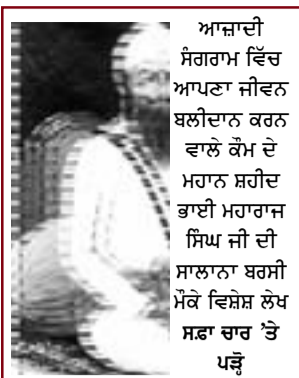 ਆਜ਼ਾਦੀ
ਸੰਗਰਾਮ ਵਿੱਚ
ਆਪਣਾ ਜੀਵਨ
ਬਲੀਦਾਨ ਕਰਨ
ਵਾਲੇ ਕੌਮ ਦੇ
ਮਹਾਨ ਸ਼ਹੀਦ
ਭਾਈ ਮਹਾਰਾਜ
ਸਿੰਘ ਜੀ ਦੀ
ਸਾਲਾਨਾ ਬਰਸੀ
ਮੌਕੇ ਵਿਸ਼ੇਸ਼ ਲੇਖ
ਸਫ਼ਾ ਚਾਰ ’ਤੇ
ਪੜ੍ਹੋ